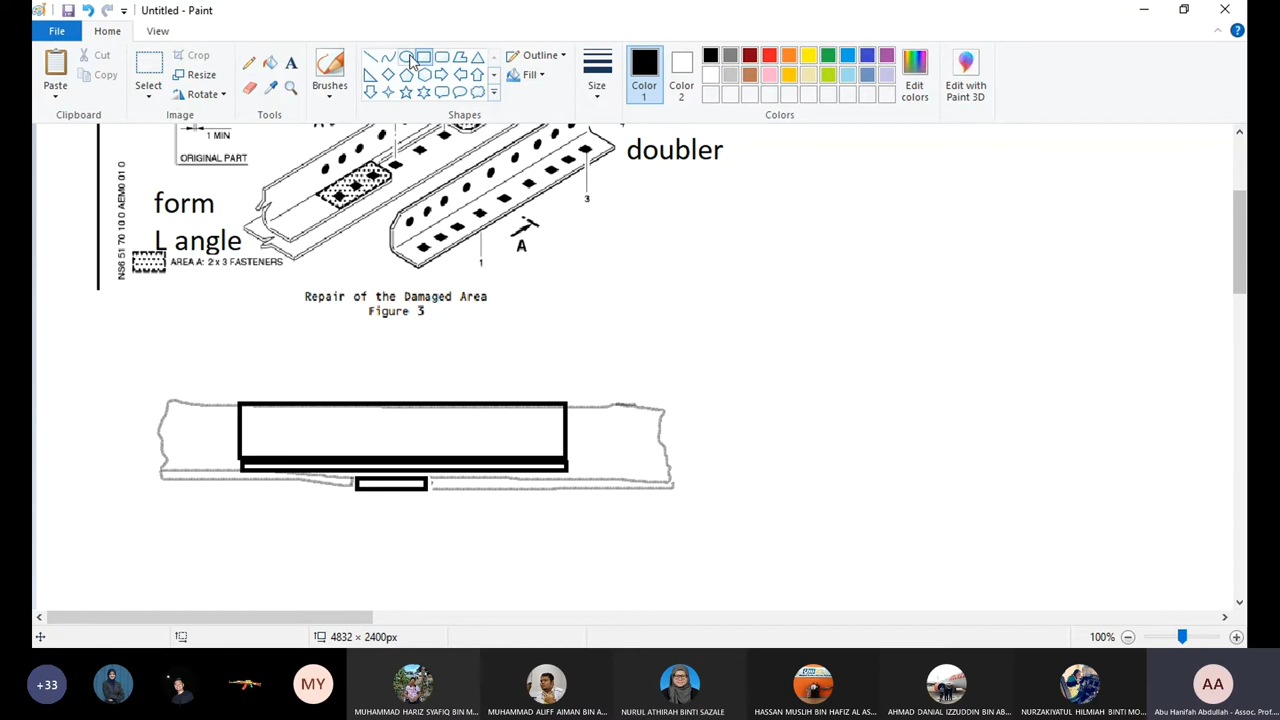 Untitled - Paint
File
Home
View
Paste
Cut
Copy
Clipboard
Select
Crop
Resize
Rotate
Image
Tools
Brushes
Shapes
Outline
Fill
Size
Color 1
Color 2
Edit colors
Edit with Paint 3D
Colors
1 MIN
ORIGINAL PART
doubler
form
L angle
3
A
1
AREA A: 2 x 3 FASTENERS
Repair of the Damaged Area
Figure 3
4832 × 2400px
100%
+33
MY
AA
MUHAMMAD HARIZ SYAFIQ BIN M...
MUHAMMAD ALIFF AIMAN BIN A...
NURUL ATHIRAH BINTI SAZALE
HASSAN MUSLIH BIN HAFIZ AL AS...
AHMAD DANIAL IZZUDDIN BIN AB...
NURZAKIYATUL HILMIAH BINTI MO...
Abu Hanifah Abdullah - Assoc. Prof...